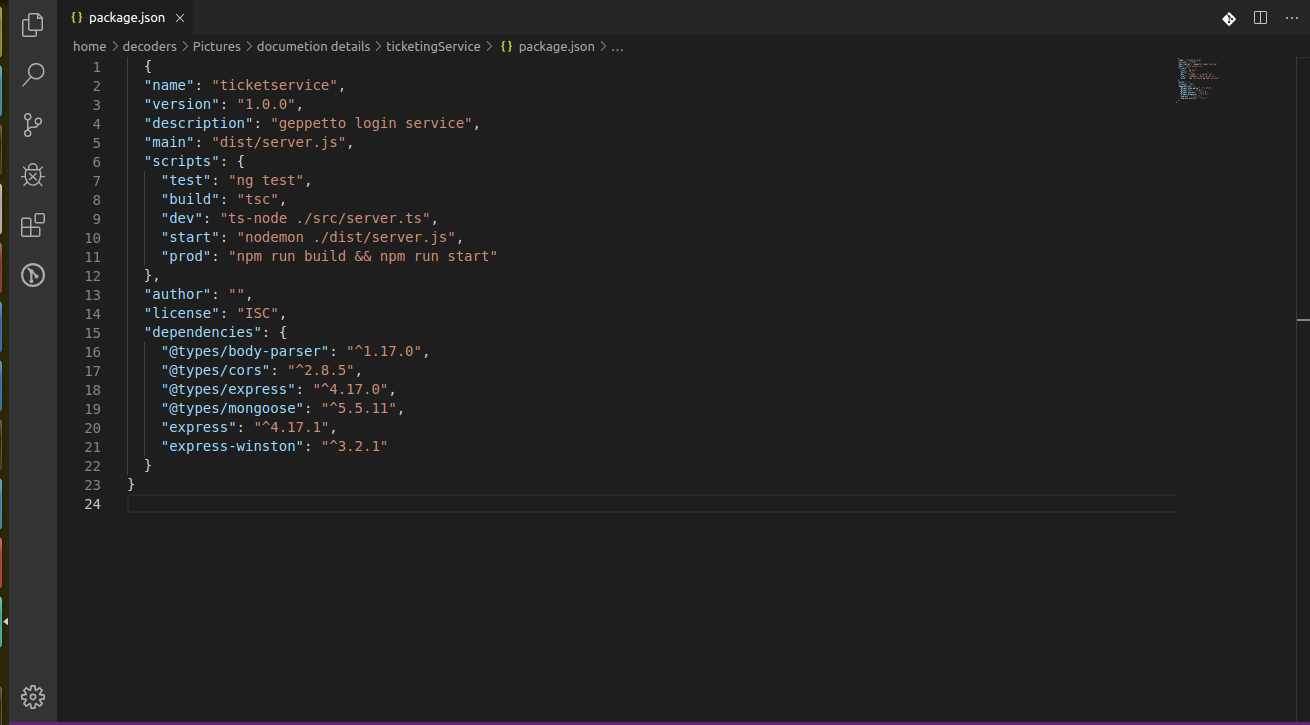 {} package.json ×
home > decoders > Pictures > documetion details > ticketingService > {} package.json > ...
1 {
2 "name": "ticketservice",
3 "version": "1.0.0",
4 "description": "geppetto login service",
5 "main": "dist/server.js",
6 "scripts": {
7 "test": "ng test",
8 "build": "tsc",
9 "dev": "ts-node ./src/server.ts",
10 "start": "nodemon ./dist/server.js",
11 "prod": "npm run build && npm run start"
12 },
13 "author": "",
14 "license": "ISC",
15 "dependencies": {
16 "@types/body-parser": "^1.17.0",
17 "@types/cors": "^2.8.5",
18 "@types/express": "^4.17.0",
19 "@types/mongoose": "^5.5.11",
20 "express": "^4.17.1",
21 "express-winston": "^3.2.1"
22 }
23 }
24